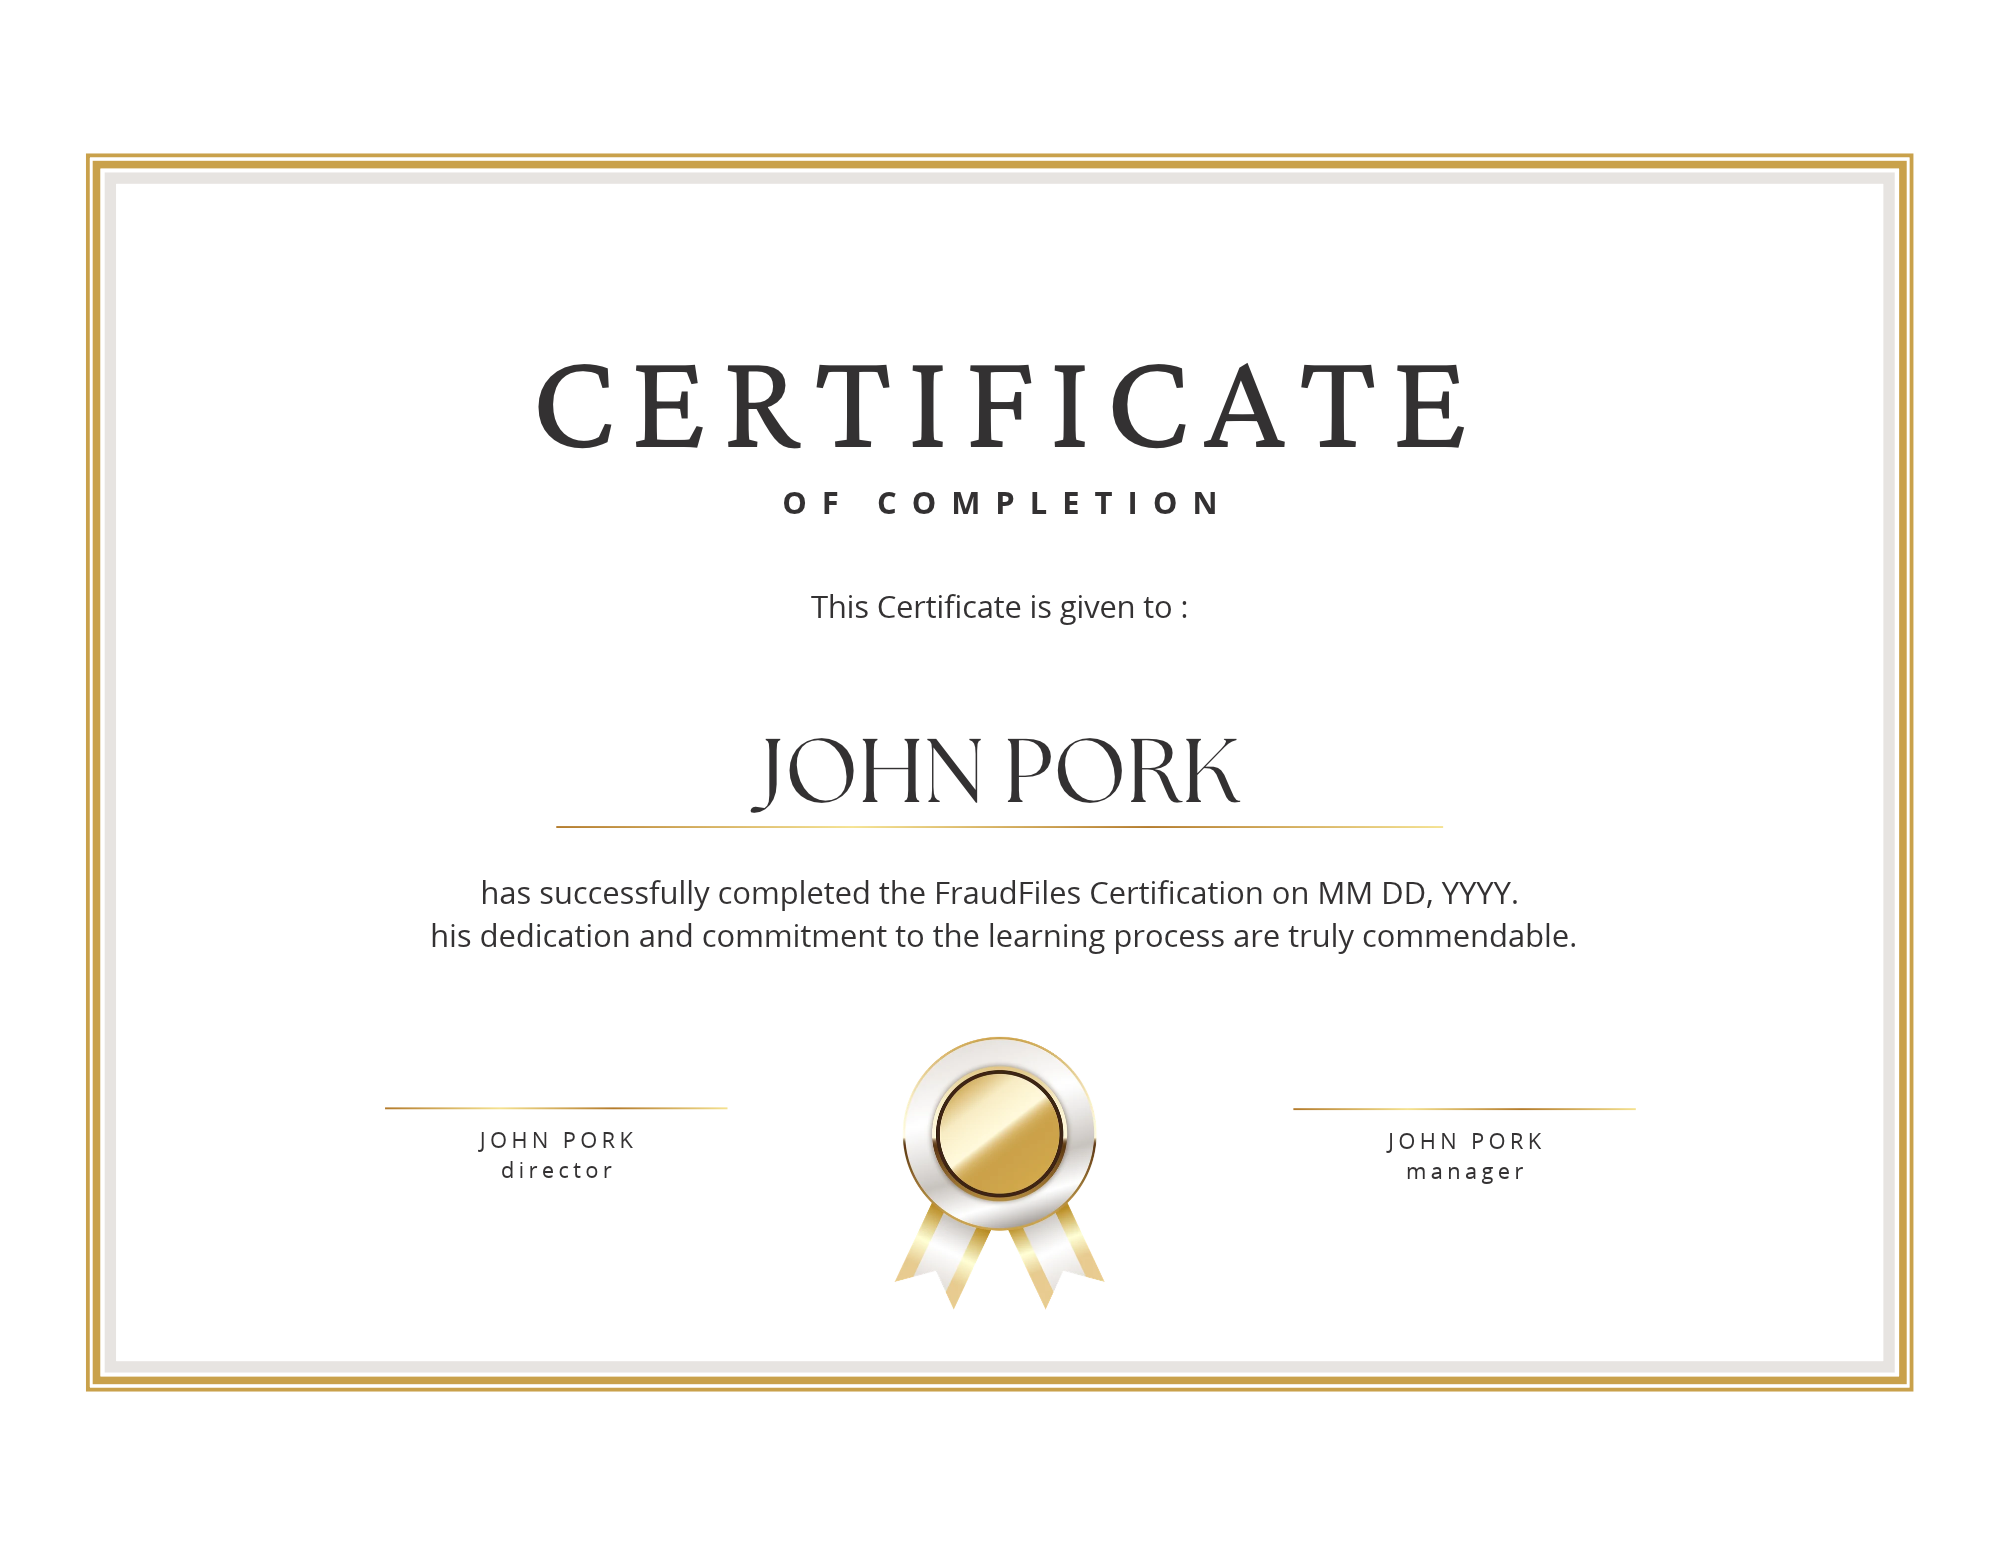 CERTIFICATE
OF COMPLETION
This Certificate is given to :
JOHN PORK
has successfully completed the FraudFiles Certification on MM DD, YYYY.
his dedication and commitment to the learning process are truly commendable.
JOHN PORK
director
JOHN PORK
manager